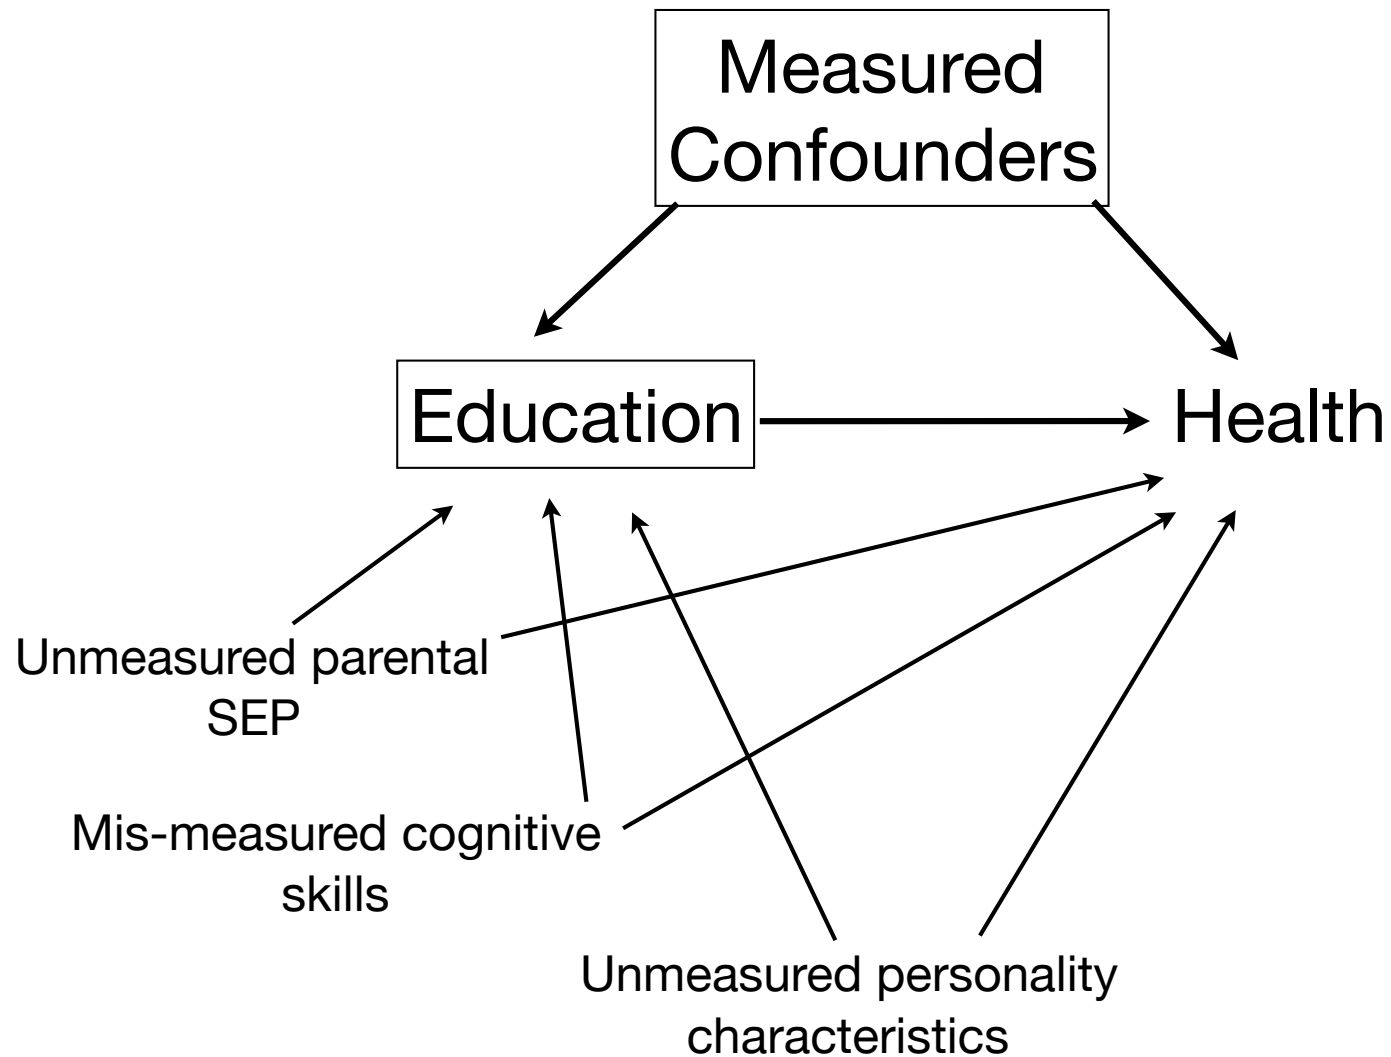 Measured
Confounders
Education
Health
Unmeasured parental
SEP
Mis-measured cognitive
skills
Unmeasured personality
characteristics